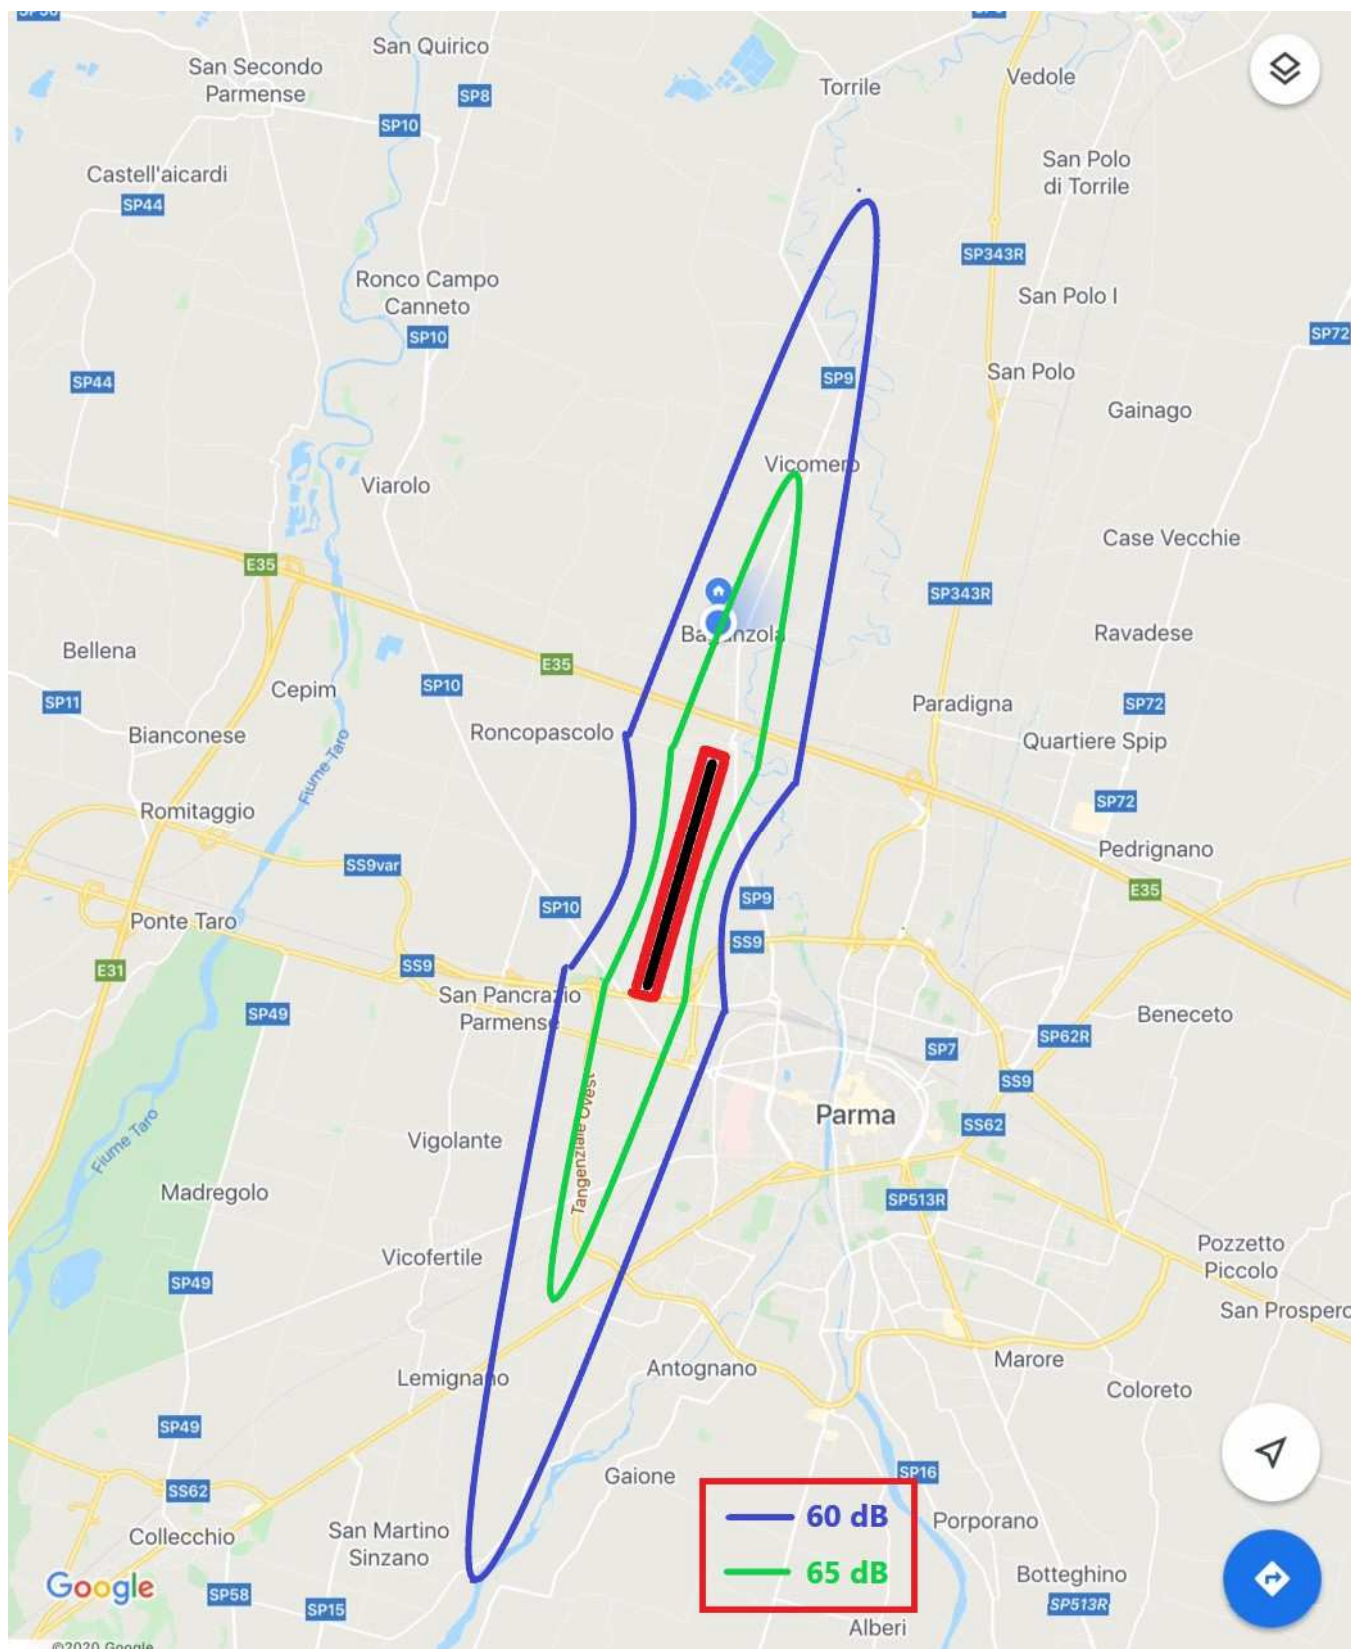 San Quirico
San Secondo
Parmense
SP8
Torrile
Vedole
SP10
San Polo
di Torrile
Castell'aicardi
SP44
SP343R
Ronco Campo
Canneto
San Polo I
SP10
SP72
SP9
San Polo
SP44
Gainago
Vicomero
Viarolo
Case Vecchie
E35
SP343R
Baganzola
Ravadese
Bellena
E35
Cepim
SP10
SP11
Paradigna
SP72
Bianconese
Roncopascolo
Quartiere Spip
Fiume Taro
Romitaggio
SP72
Pedrignano
SS9var
E35
SP10
SP9
Ponte Taro
SS9
E31
SS9
San Pancrazio
Parmense
SP49
Beneceto
SP62R
SP7
SS9
Parma
SS62
Fiume Taro
Vigolante
Tangenziale Ovest
Madregolo
SP513R
Vicofertile
Pozzetto
Piccolo
SP49
San Prospero
Lemignano
Antognano
Marore
Coloreto
SP49
Gaione
SP16
SS62
60 dB
Collecchio
San Martino
Sinzano
Porporano
65 dB
Google
SP58
SP15
Botteghino
SP513R
Alberi
©2020 Google